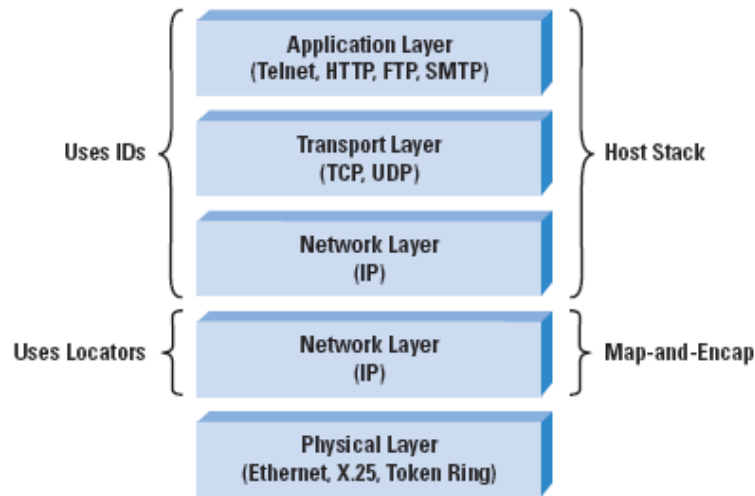 Application Layer
(Telnet, HTTP, FTP, SMTP)
Uses IDs
Transport Layer
(TCP, UDP)
Host Stack
Network Layer
(IP)
Uses Locators
Network Layer
(IP)
Map-and-Encap
Physical Layer
(Ethernet, X.25, Token Ring)